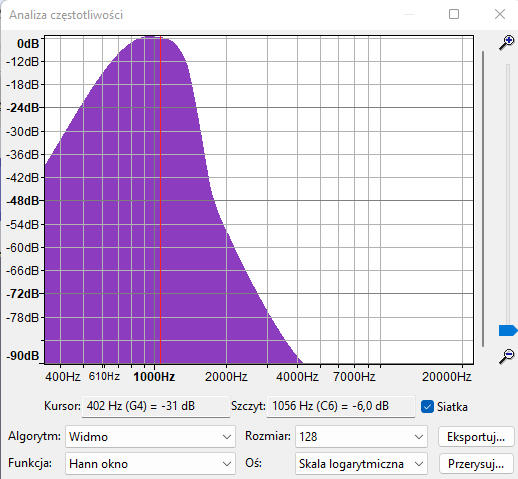 Analiza częstotliwości
0dB
-12dB
-18dB
-24dB
-30dB
-36dB
-42dB
-48dB
-54dB
-60dB
-66dB
-72dB
-78dB
-90dB
400Hz 610Hz 1000Hz 2000Hz 4000Hz 7000Hz 20000Hz
Kursor: 402 Hz (G4) = -31 dB Szczyt: 1056 Hz (C6) = -6,0 dB Siatka
Algorytm: Widmo Rozmiar: 128 Eksportuj...
Funkcja: Hann okno Oś: Skala logarytmiczna Przerysuj...